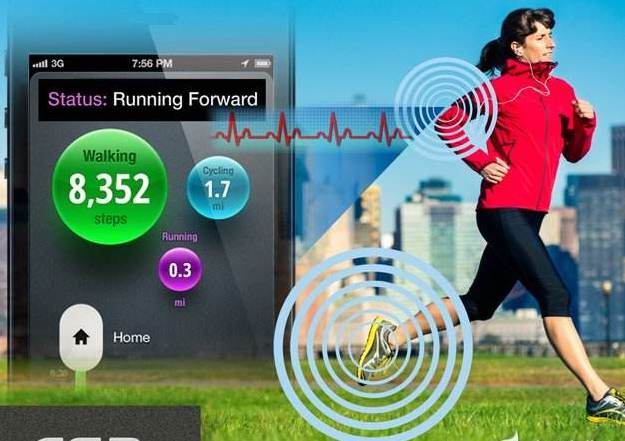 3G 7:56 PM
Status: Running Forward
Walking
8,352
steps
Cycling
1.7
mi
Running
0.3
mi
Home